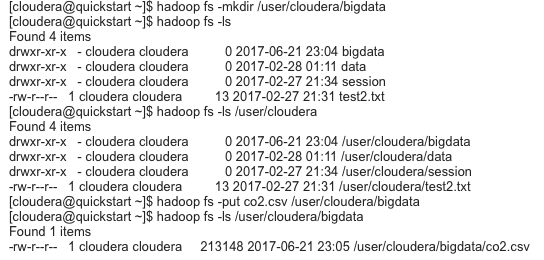 [cloudera@quickstart ~]$ hadoop fs -mkdir /user/cloudera/bigdata
[cloudera@quickstart ~]$ hadoop fs -ls
Found 4 items
drwxr-xr-x - cloudera cloudera 0 2017-06-21 23:04 bigdata
drwxr-xr-x - cloudera cloudera 0 2017-02-28 01:11 data
drwxr-xr-x - cloudera cloudera 0 2017-02-27 21:34 session
-rw-r--r-- 1 cloudera cloudera 13 2017-02-27 21:31 test2.txt
[cloudera@quickstart ~]$ hadoop fs -ls /user/cloudera
Found 4 items
drwxr-xr-x - cloudera cloudera 0 2017-06-21 23:04 /user/cloudera/bigdata
drwxr-xr-x - cloudera cloudera 0 2017-02-28 01:11 /user/cloudera/data
drwxr-xr-x - cloudera cloudera 0 2017-02-27 21:34 /user/cloudera/session
-rw-r--r-- 1 cloudera cloudera 13 2017-02-27 21:31 /user/cloudera/test2.txt
[cloudera@quickstart ~]$ hadoop fs -put co2.csv /user/cloudera/bigdata
[cloudera@quickstart ~]$ hadoop fs -ls /user/cloudera/bigdata
Found 1 items
-rw-r--r-- 1 cloudera cloudera 213148 2017-06-21 23:05 /user/cloudera/bigdata/co2.csv